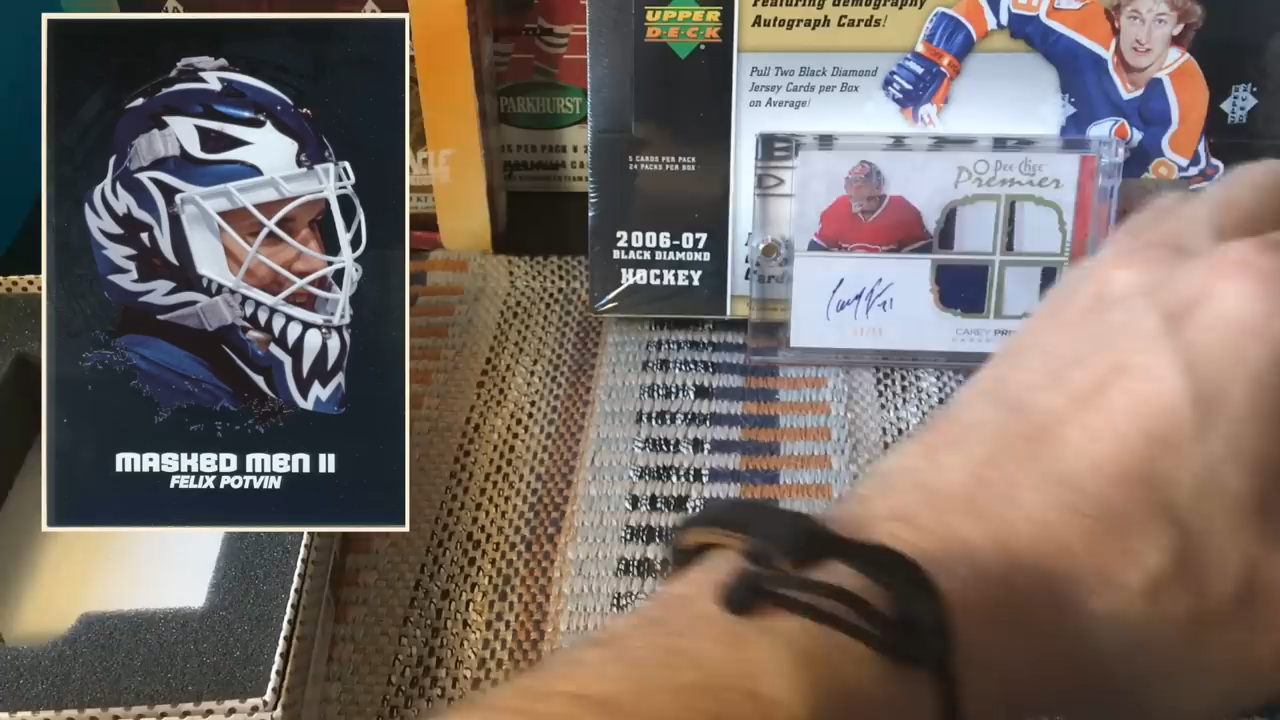 MASKED MEN II
FELIX POTVIN
PARKHURST
UPPER
DECK
5 CARDS PER PACK
24 PACKS PER BOX
2006-07
BLACK DIAMOND
HOCKEY
Featuring Gemography
Autograph Cards!
Pull Two Black Diamond
Jersey Cards per Box
on Average!
O Pee Chee
Premier
CAREY